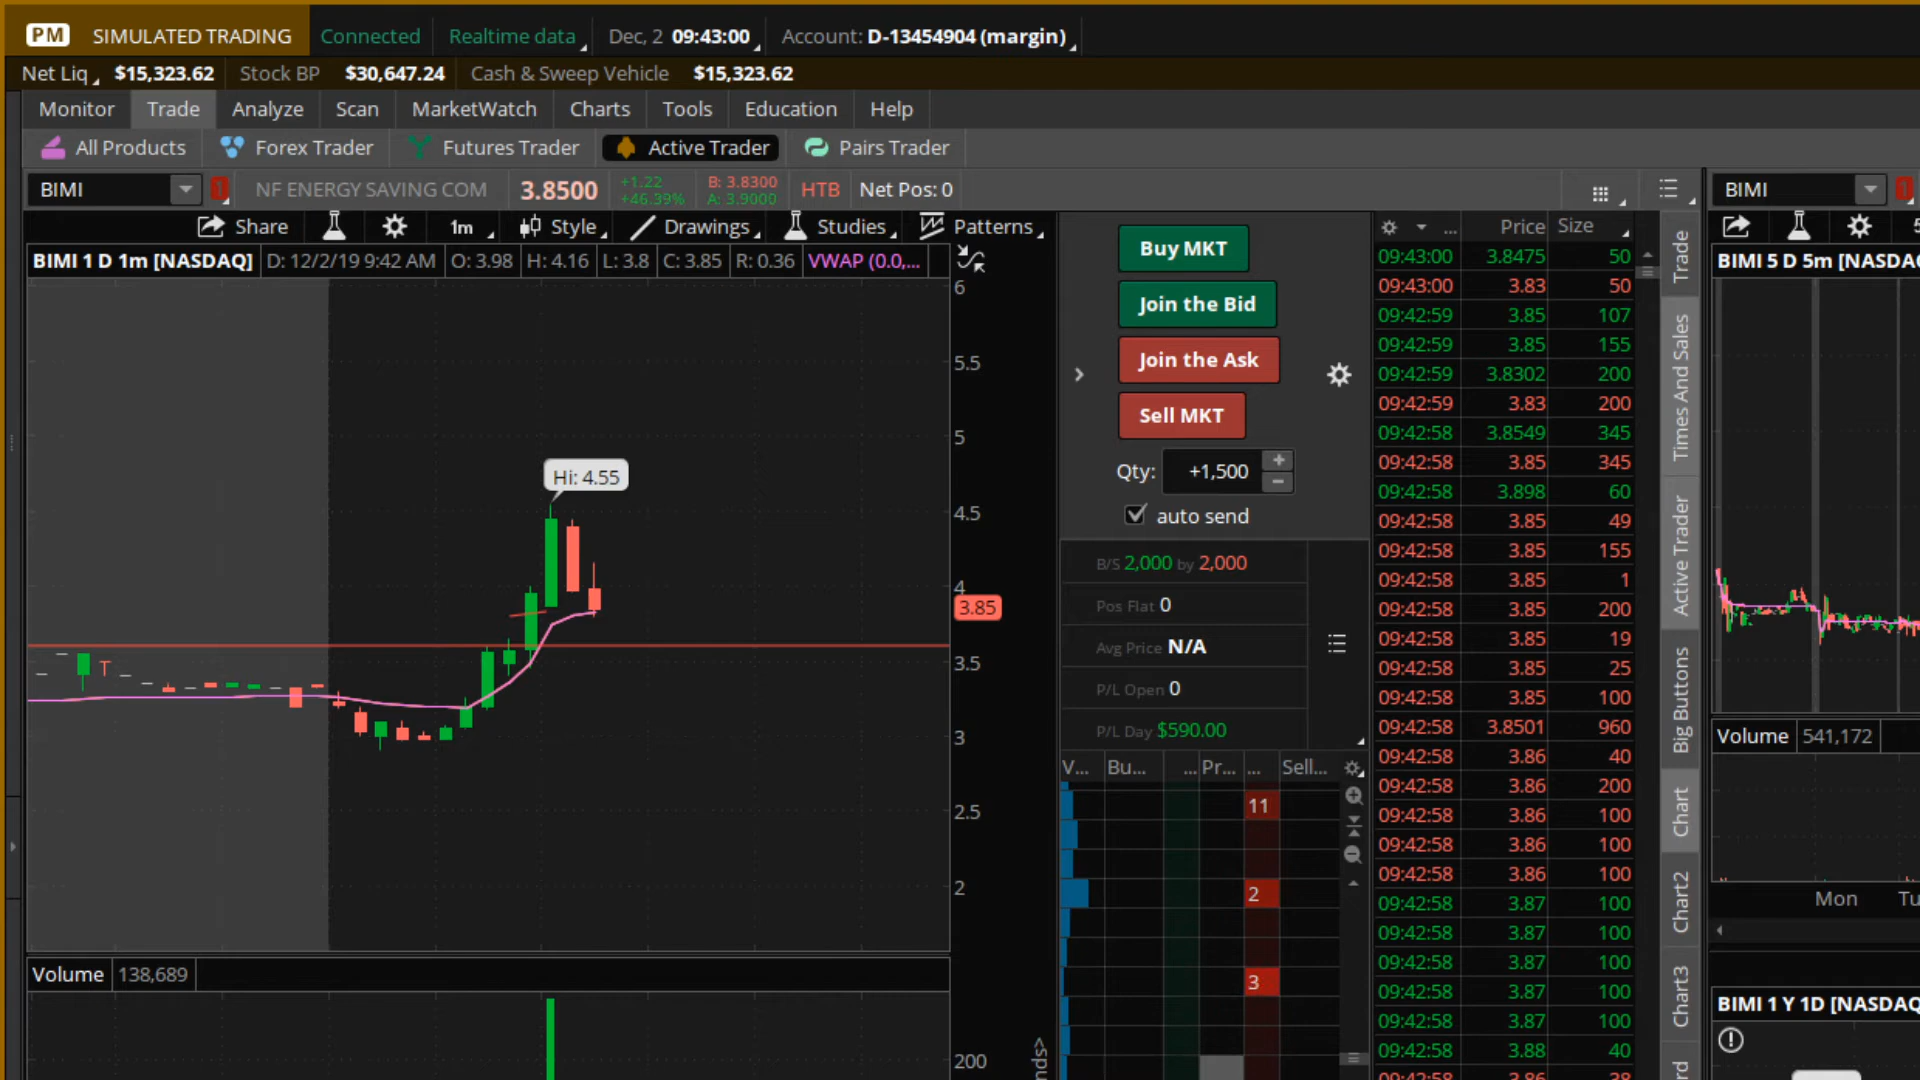 PM SIMULATED TRADING Connected Realtime data Dec, 2 09:43:00 Account: D-13454904 (margin)
Net Liq $15,323.62 Stock BP $30,647.24 Cash & Sweep Vehicle $15,323.62
Monitor Trade Analyze Scan MarketWatch Charts Tools Education Help
All Products Forex Trader Futures Trader Active Trader Pairs Trader
BIMI 1 NF ENERGY SAVING COM 3.8500 +1.22 +46.39% B: 3.8300 A: 3.9000 HTB Net Pos: 0
Share 1m Style Drawings Studies Patterns
BIMI 1 D 1m [NASDAQ] D: 12/2/19 9:42 AM O: 3.98 H: 4.16 L: 3.8 C: 3.85 R: 0.36 VWAP (0.0,...
6
5.5
5
Hi: 4.55
4.5
4
3.85
3.5
3
2.5
2
Volume 138,689
200
Buy MKT
Join the Bid
Join the Ask
Sell MKT
Qty: +1,500
auto send
B/S 2,000 by 2,000
Pos Flat 0
Avg Price N/A
P/L Open 0
P/L Day $590.00
V... Bu... ... Pr... ... Sell...
11
2
3
nds>
... Price Size
09:43:00 3.8475 50
09:43:00 3.83 50
09:42:59 3.85 107
09:42:59 3.85 155
09:42:59 3.8302 200
09:42:59 3.83 200
09:42:58 3.8549 345
09:42:58 3.85 345
09:42:58 3.898 60
09:42:58 3.85 49
09:42:58 3.85 155
09:42:58 3.85 1
09:42:58 3.85 200
09:42:58 3.85 19
09:42:58 3.85 25
09:42:58 3.85 100
09:42:58 3.8501 960
09:42:58 3.86 40
09:42:58 3.86 200
09:42:58 3.86 100
09:42:58 3.86 100
09:42:58 3.86 100
09:42:58 3.87 100
09:42:58 3.87 100
09:42:58 3.87 100
09:42:58 3.87 100
09:42:58 3.87 100
09:42:58 3.88 40
09:42:58 3.86 38
Trade
Times And Sales
Active Trader
Big Buttons
Chart
Chart2
Chart3
rd
BIMI
5
BIMI 5 D 5m [NASDAQ
Volume 541,172
Mon Tu
BIMI 1 Y 1D [NASDAQ